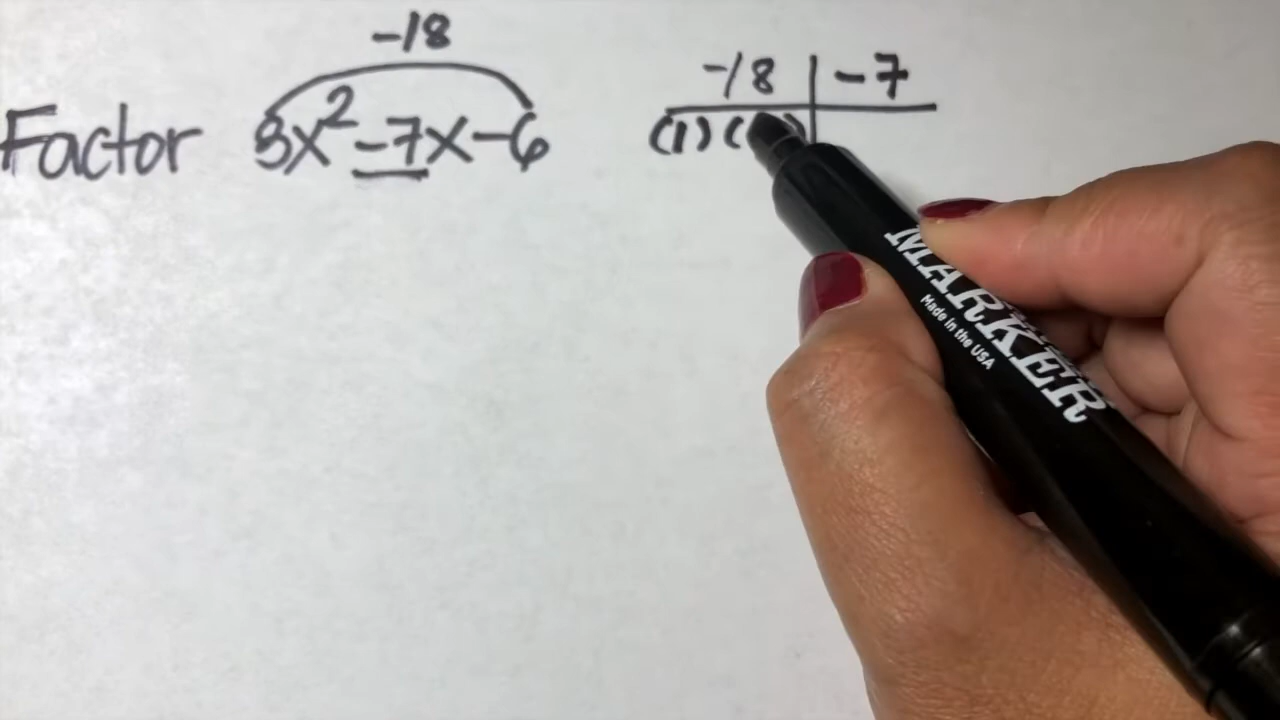 -18
Factor 3x² -7x-6
-18 | -7
(1) (
MARKER
Made in the USA